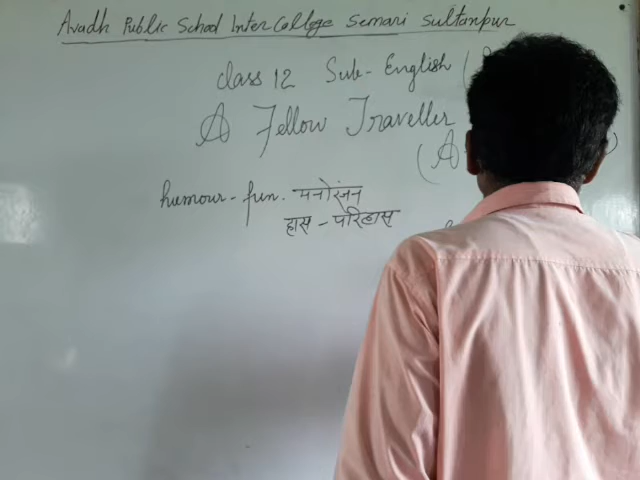 Avadh Public School Inter College Semari Sultanpur
Class 12 Sub- English (
A Fellow Traveller
(A
humour - fun. मनोरंजन
हास - परिहास